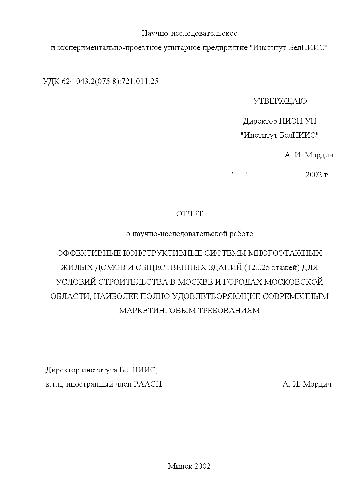 Научно-исследовательское
и экспериментально-проектное унитарное предприятие "Институт БелНИИС"
УДК 624.043.2(075.8):721.011.25
УТВЕРЖДАЮ
Директор НИЭП УП
"Институт БелНИИС"
А. И. Мордич
2002 г.
ОТЧЕТ
о научно-исследовательской работе
ЭФФЕКТИВНЫЕ КОНСТРУКТИВНЫЕ СИСТЕМЫ МНОГОЭТАЖНЫХ
ЖИЛЫХ ДОМОВ И ОБЩЕСТВЕННЫХ ЗДАНИЙ (12...25 этажей) ДЛЯ
УСЛОВИЙ СТРОИТЕЛЬСТВА В МОСКВЕ И ГОРОДАХ МОСКОВСКОЙ
ОБЛАСТИ, НАИБОЛЕЕ ПОЛНО УДОВЛЕТВОРЯЮЩИЕ СОВРЕМЕННЫМ
МАРКЕТИНГОВЫМ ТРЕБОВАНИЯМ
Директор института БелНИИС,
к.т.н., иностранный член РААСН
А. И. Мордич
Минск 2002